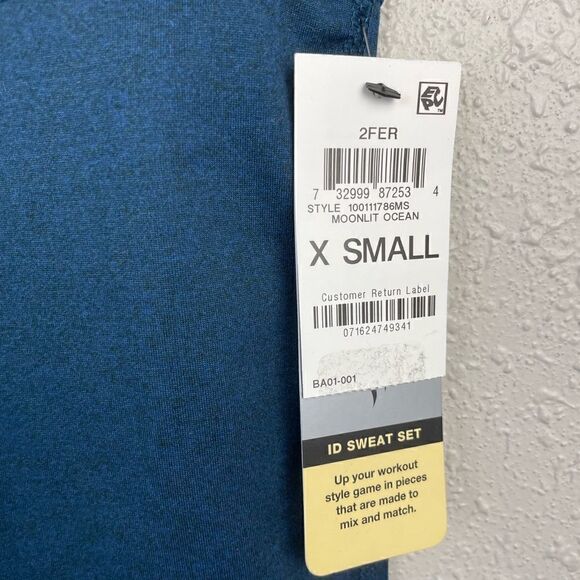 2FER
7 32999 87253 4
STYLE 100111786MS
MOONLIT OCEAN
X SMALL
Customer Return Label
071624749341
BA01-001
ID SWEAT SET
Up your workout
style game in pieces
that are made to
mix and match.